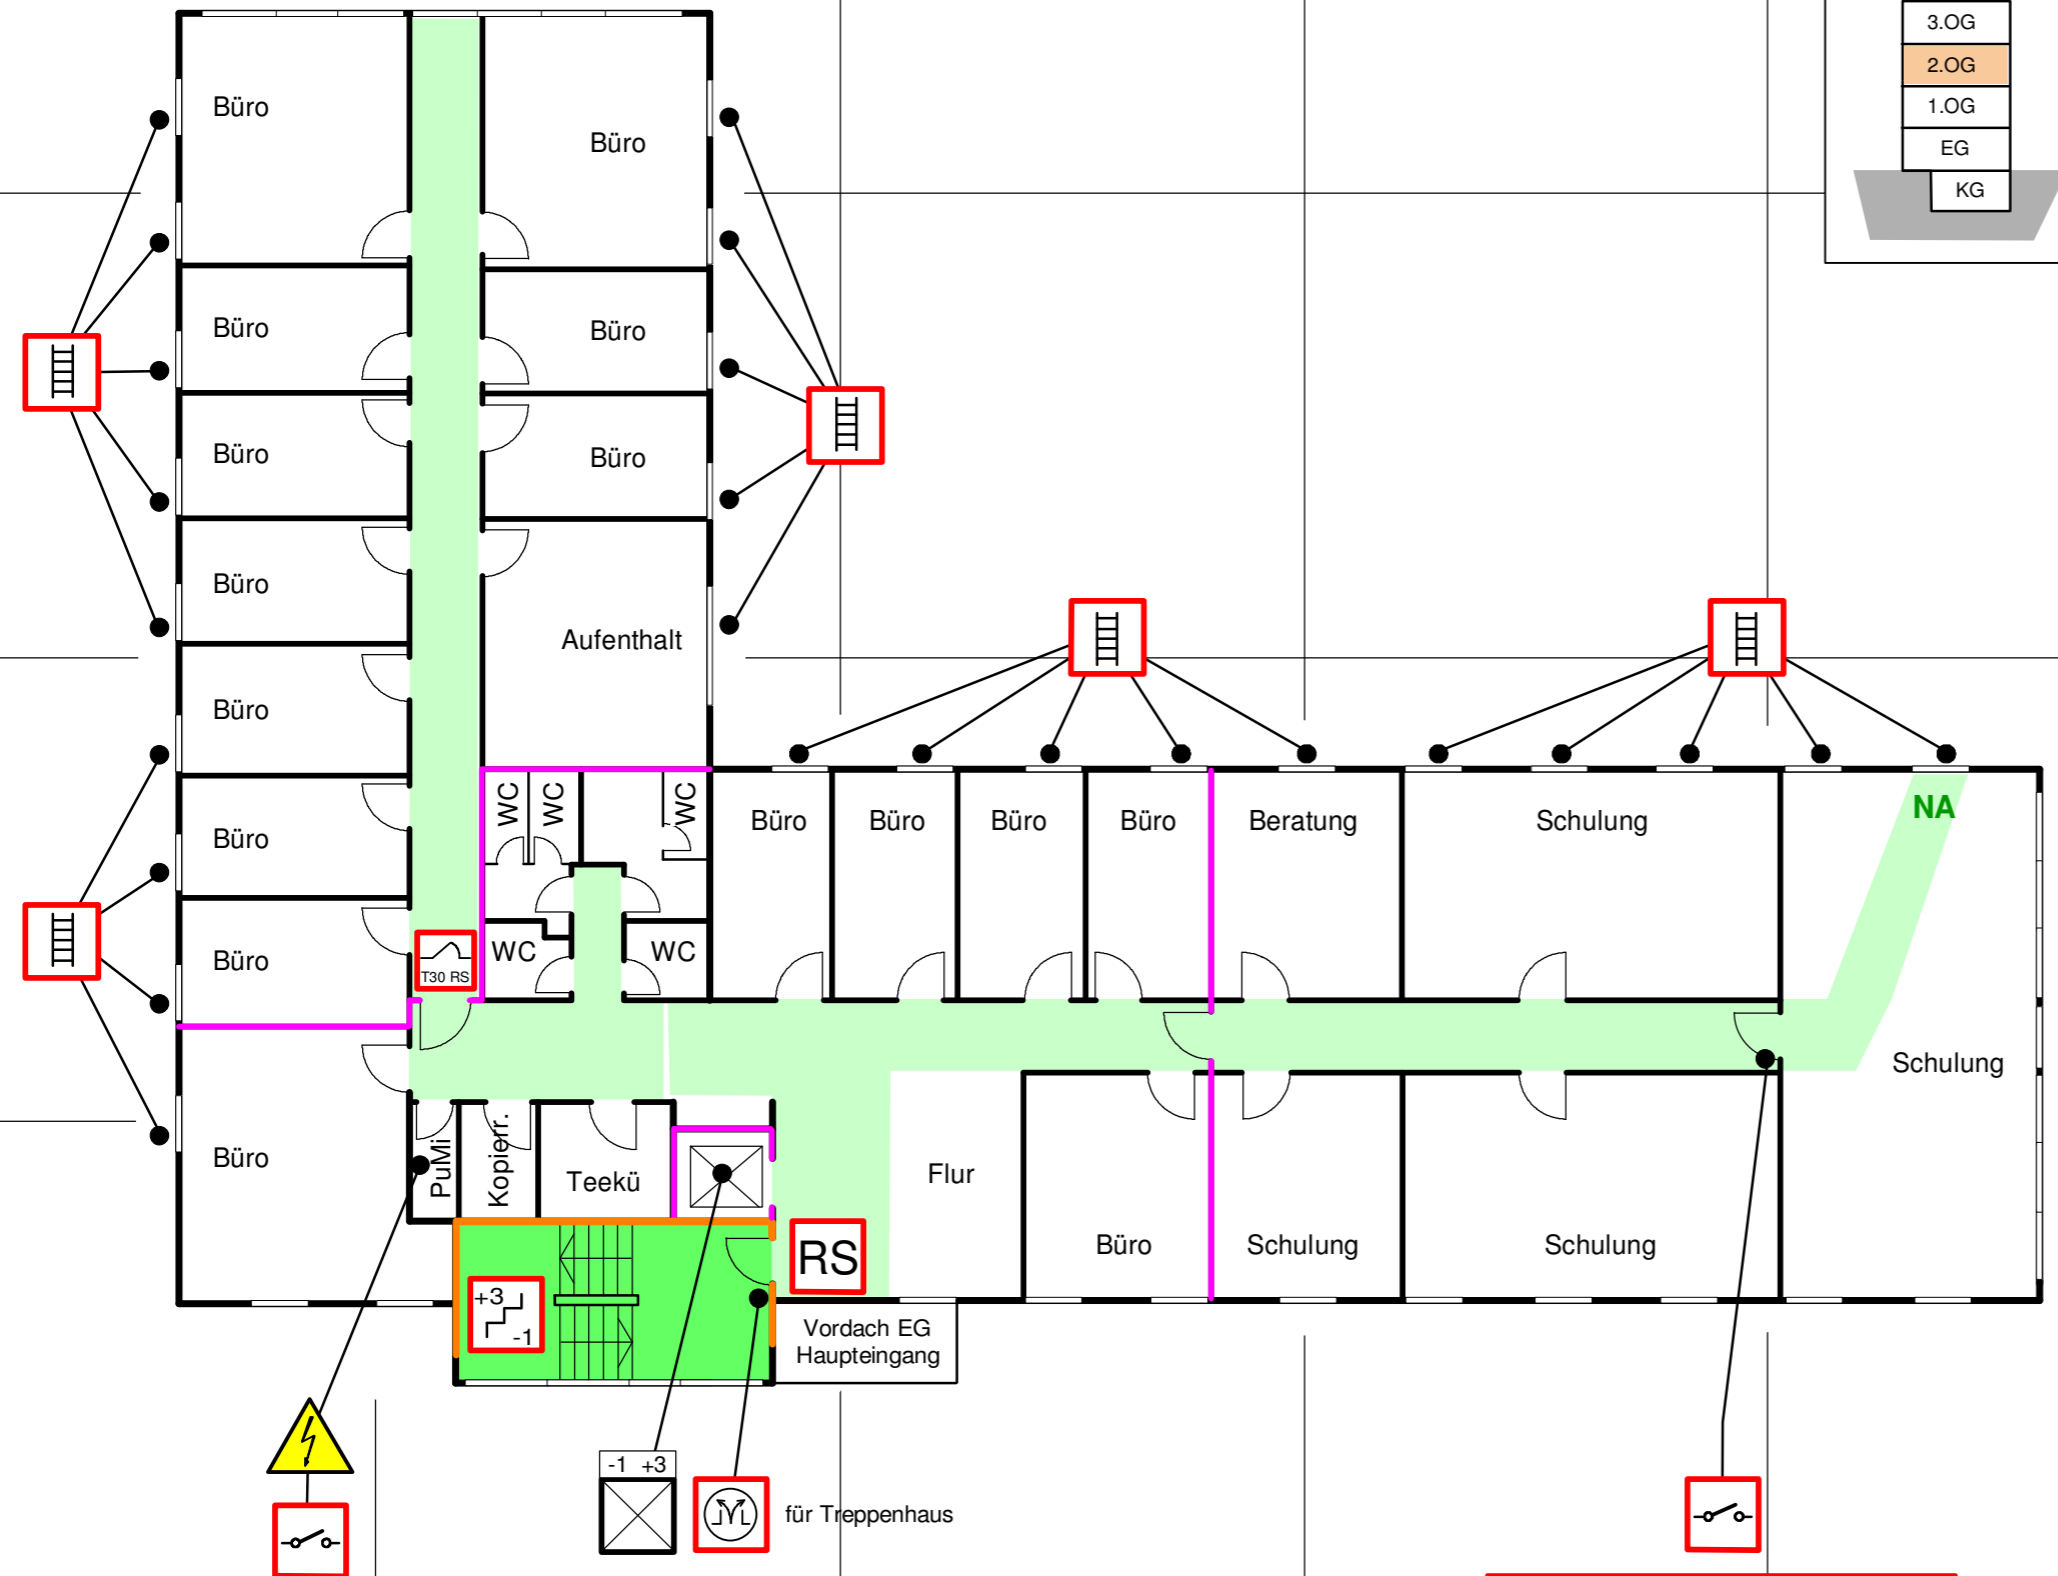 3.OG
2.OG
1.OG
EG
KG
Büro
Büro
Büro
Büro
Büro
Büro
Büro
Aufenthalt
Büro
WC
WC
WC
Büro
Büro
Büro
Büro
Beratung
Schulung
NA
Büro
WC
WC
Büro
T30 RS
Schulung
Büro
PuMi
Kopierr.
Teekü
Flur
RS
Büro
Schulung
Schulung
+3
-1
Vordach EG
Haupteingang
-1 +3
für Treppenhaus